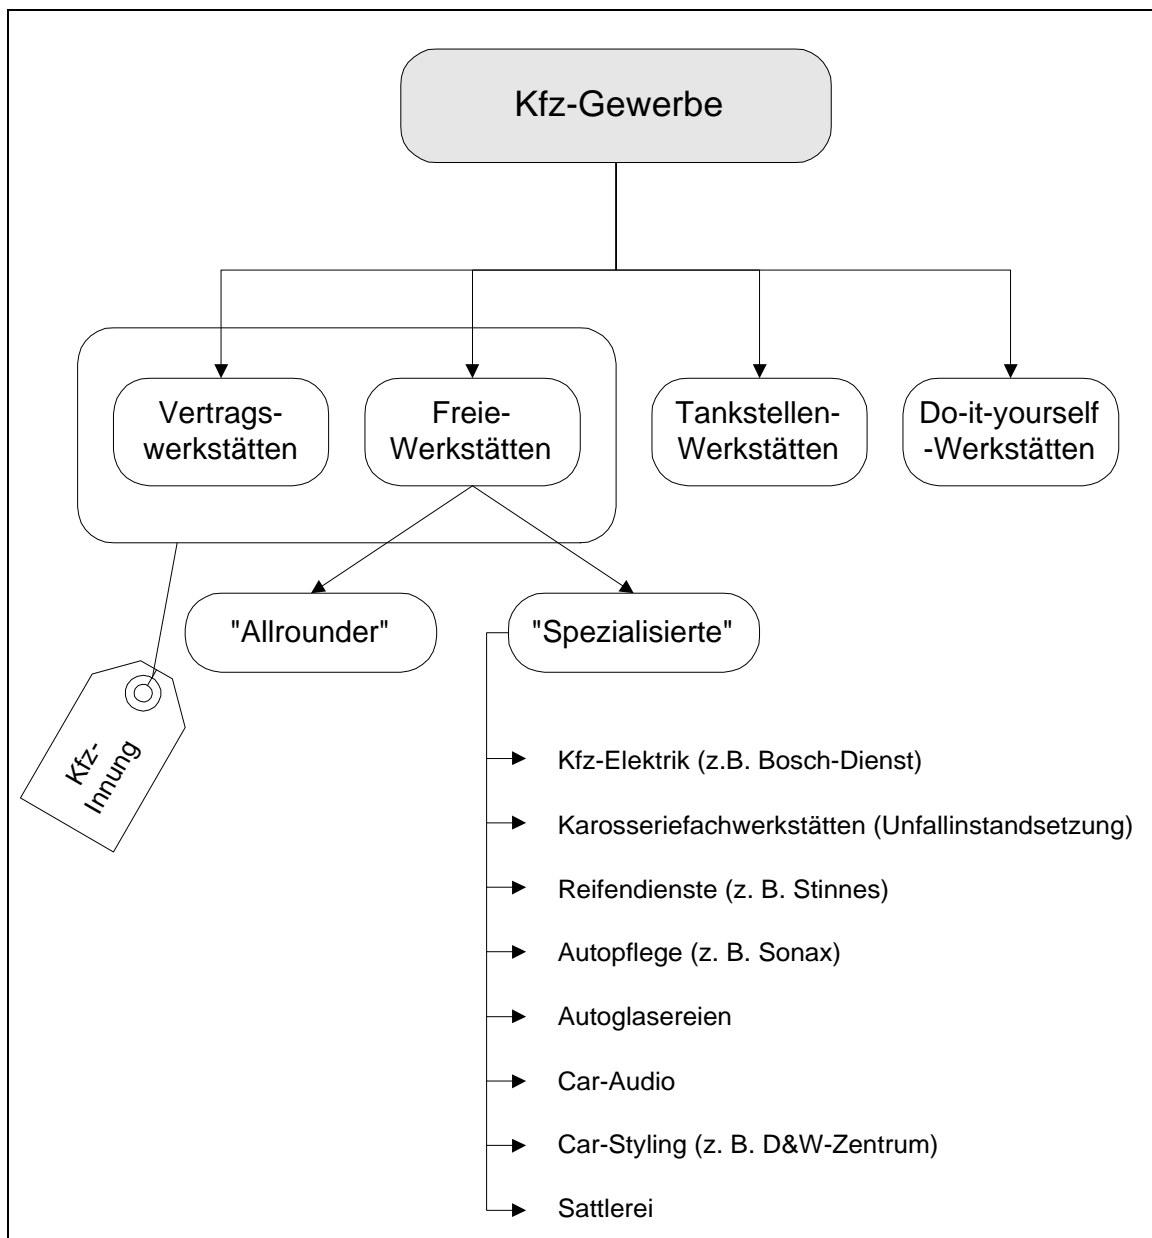 Kfz-Gewerbe
Vertrags-
werkstätten
Freie-
Werkstätten
Tankstellen-
Werkstätten
Do-it-yourself
-Werkstätten
"Allrounder"
"Spezialisierte"
Kfz-
Innung
Kfz-Elektrik (z.B. Bosch-Dienst)
Karosseriefachwerkstätten (Unfallinstandsetzung)
Reifendienste (z. B. Stinnes)
Autopflege (z. B. Sonax)
Autoglasereien
Car-Audio
Car-Styling (z. B. D&W-Zentrum)
Sattlerei